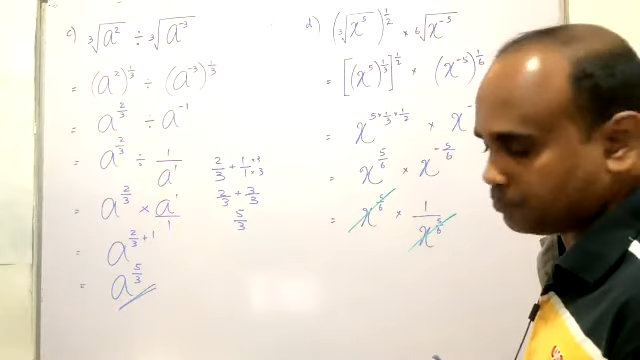 c) ∛a² ÷ ∛a⁻³
= (a²)^(1/3) ÷ (a⁻³)^(1/3)
= a^(2/3) ÷ a⁻¹
= a^(2/3) ÷ 1/a¹
= a^(2/3) × a¹/1
= a^(2/3 + 1)
= a^(5/3)
2/3 + 1/1 ×3 ×3
2/3 + 3/3
5/3
d) (∛x⁵)^(1/2) × ⁶√x⁻⁵
= [(x⁵)^(1/3)]^(1/2) × (x⁻⁵)^(1/6)
x^(5 × 1/3 × 1/2) × x⁻
= x^(5/6) × x^(-5/6)
= x^(5/6) × 1/x^(5/6)